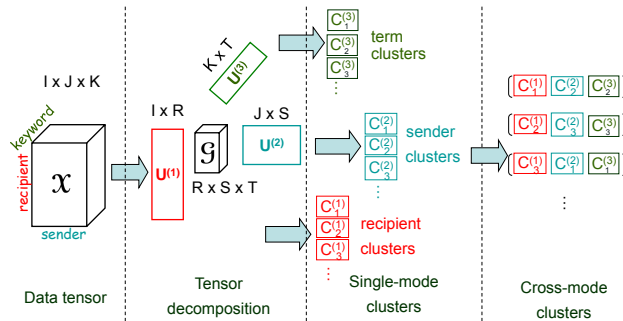 I x J x K
keyword
recipient
X
sender
Data tensor
K x T
U(3)
I x R
U(1)
G
R x S x T
J x S
U(2)
Tensor
decomposition
C1(3)
C2(3)
C3(3)
⋮
term
clusters
C1(2)
C2(2)
C3(2)
⋮
sender
clusters
C1(1)
C2(1)
C3(1)
⋮
recipient
clusters
Single-mode
clusters
C1(1) C2(2) C2(3)
C2(1) C3(2) C3(3)
C3(1) C1(2) C1(3)
⋮
Cross-mode
clusters